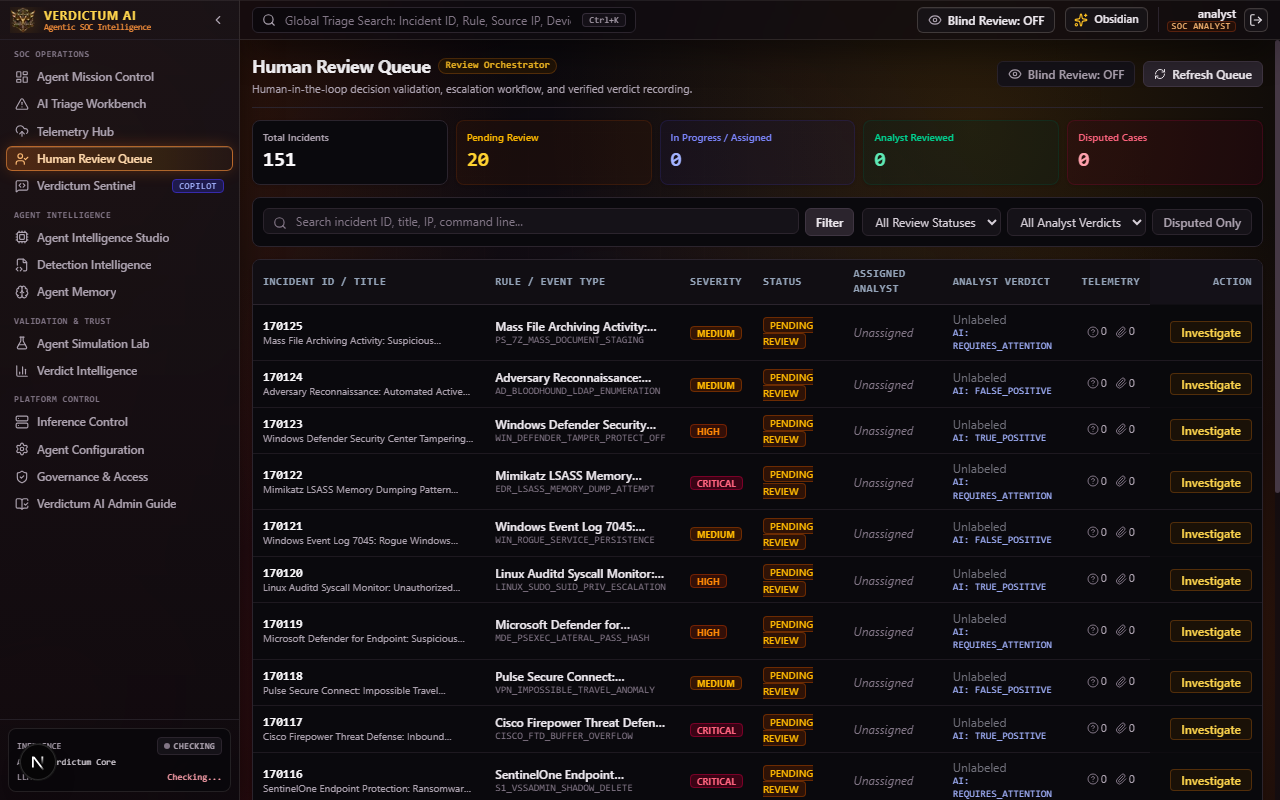 VERDICTUM AI
Agentic SOC Intelligence
Global Triage Search: Incident ID, Rule, Source IP, Devi
Ctrl+K
Blind Review: OFF
Obsidian
analyst
SOC ANALYST
SOC OPERATIONS
Agent Mission Control
AI Triage Workbench
Telemetry Hub
Human Review Queue
Verdictum Sentinel
COPILOT
AGENT INTELLIGENCE
Agent Intelligence Studio
Detection Intelligence
Agent Memory
VALIDATION & TRUST
Agent Simulation Lab
Verdict Intelligence
PLATFORM CONTROL
Inference Control
Agent Configuration
Governance & Access
Verdictum AI Admin Guide
CHECKING
Core
Checking...
N
Human Review Queue
Review Orchestrator
Human-in-the-loop decision validation, escalation workflow, and verified verdict recording.
Blind Review: OFF
Refresh Queue
Total Incidents
151
Pending Review
20
In Progress / Assigned
0
Analyst Reviewed
0
Disputed Cases
0
Search incident ID, title, IP, command line...
Filter
All Review Statuses
All Analyst Verdicts
Disputed Only
INCIDENT ID / TITLE
RULE / EVENT TYPE
SEVERITY
STATUS
ASSIGNED
ANALYST
ANALYST VERDICT
TELEMETRY
ACTION
170125
Mass File Archiving Activity: Suspicious...
Mass File Archiving Activity:...
PS_7Z_MASS_DOCUMENT_STAGING
MEDIUM
PENDING
REVIEW
Unassigned
Unlabeled
AI:
REQUIRES_ATTENTION
0 0
Investigate
170124
Adversary Reconnaissance: Automated Active...
Adversary Reconnaissance:...
AD_BLOODHOUND_LDAP_ENUMERATION
MEDIUM
PENDING
REVIEW
Unassigned
Unlabeled
AI: FALSE_POSITIVE
0 0
Investigate
170123
Windows Defender Security Center Tampering...
Windows Defender Security...
WIN_DEFENDER_TAMPER_PROTECT_OFF
HIGH
PENDING
REVIEW
Unassigned
Unlabeled
AI: TRUE_POSITIVE
0 0
Investigate
170122
Mimikatz LSASS Memory Dumping Pattern...
Mimikatz LSASS Memory...
EDR_LSASS_MEMORY_DUMP_ATTEMPT
CRITICAL
PENDING
REVIEW
Unassigned
Unlabeled
AI:
REQUIRES_ATTENTION
0 0
Investigate
170121
Windows Event Log 7045: Rogue Windows...
Windows Event Log 7045:...
WIN_ROGUE_SERVICE_PERSISTENCE
MEDIUM
PENDING
REVIEW
Unassigned
Unlabeled
AI: FALSE_POSITIVE
0 0
Investigate
170120
Linux Auditd Syscall Monitor: Unauthorized...
Linux Auditd Syscall Monitor:...
LINUX_SUDO_SUID_PRIV_ESCALATION
HIGH
PENDING
REVIEW
Unassigned
Unlabeled
AI: TRUE_POSITIVE
0 0
Investigate
170119
Microsoft Defender for Endpoint: Suspicious...
Microsoft Defender for...
MDE_PSEXEC_LATERAL_PASS_HASH
HIGH
PENDING
REVIEW
Unassigned
Unlabeled
AI:
REQUIRES_ATTENTION
0 0
Investigate
170118
Pulse Secure Connect: Impossible Travel...
Pulse Secure Connect:...
VPN_IMPOSSIBLE_TRAVEL_ANOMALY
MEDIUM
PENDING
REVIEW
Unassigned
Unlabeled
AI: FALSE_POSITIVE
0 0
Investigate
170117
Cisco Firepower Threat Defense: Inbound...
Cisco Firepower Threat Defen...
CISCO_FTD_BUFFER_OVERFLOW
CRITICAL
PENDING
REVIEW
Unassigned
Unlabeled
AI: TRUE_POSITIVE
0 0
Investigate
170116
SentinelOne Endpoint Protection: Ransomwar...
SentinelOne Endpoint...
S1_VSSADMIN_SHADOW_DELETE
CRITICAL
PENDING
REVIEW
Unassigned
Unlabeled
AI:
REQUIRES_ATTENTION
0 0
Investigate